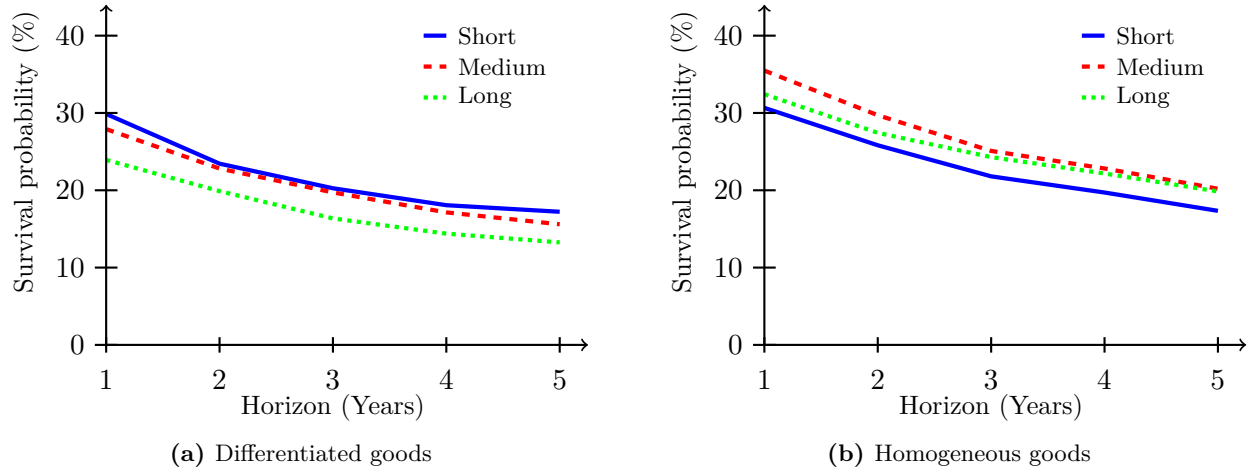 Survival probability (%)
40
30
20
10
0
1 2 3 4 5
Horizon (Years)
Short
Medium
Long
(a) Differentiated goods
Survival probability (%)
40
30
20
10
0
1 2 3 4 5
Horizon (Years)
Short
Medium
Long
(b) Homogeneous goods